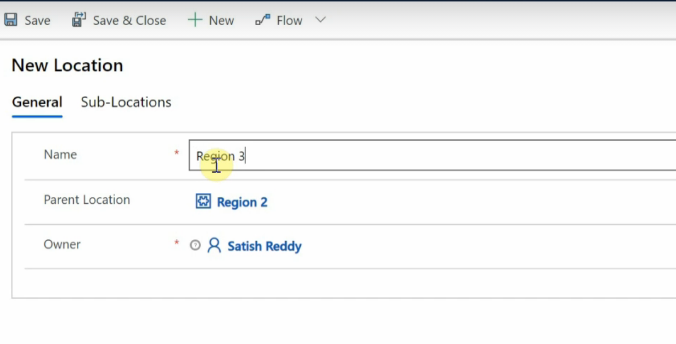 Save Save & Close New Flow
New Location
General Sub-Locations
Name * Region 3
Parent Location Region 2
Owner * Satish Reddy